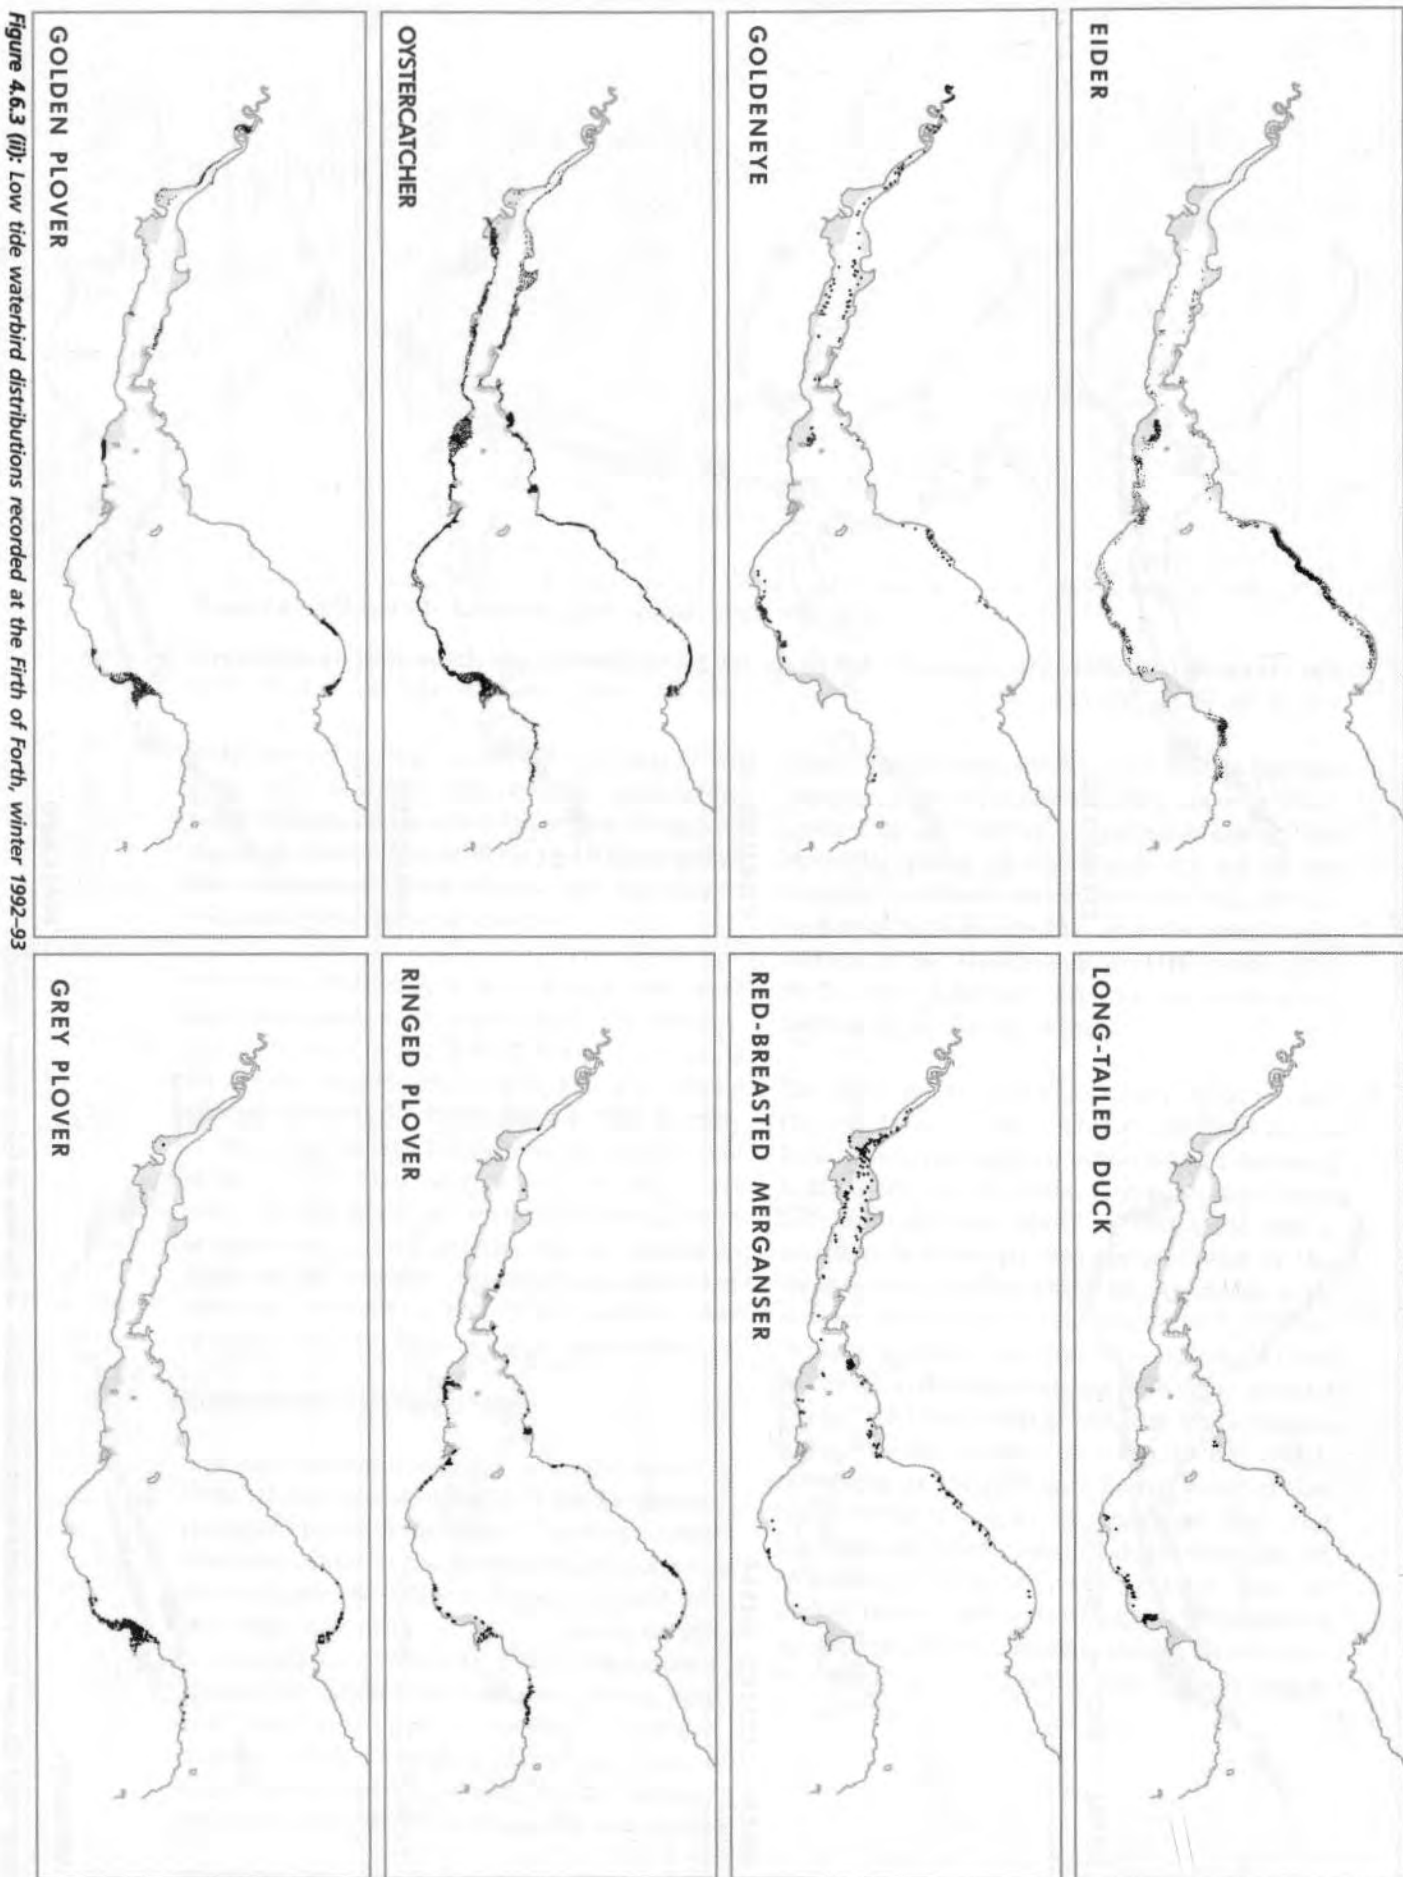 EIDER
LONG-TAILED DUCK
GOLDENEYE
RED-BREASTED MERGANSER
OYSTERCATCHER
RINGED PLOVER
GOLDEN PLOVER
GREY PLOVER
Figure 4.6.3 (ii): Low tide waterbird distributions recorded at the Firth of Forth, winter 1992–93